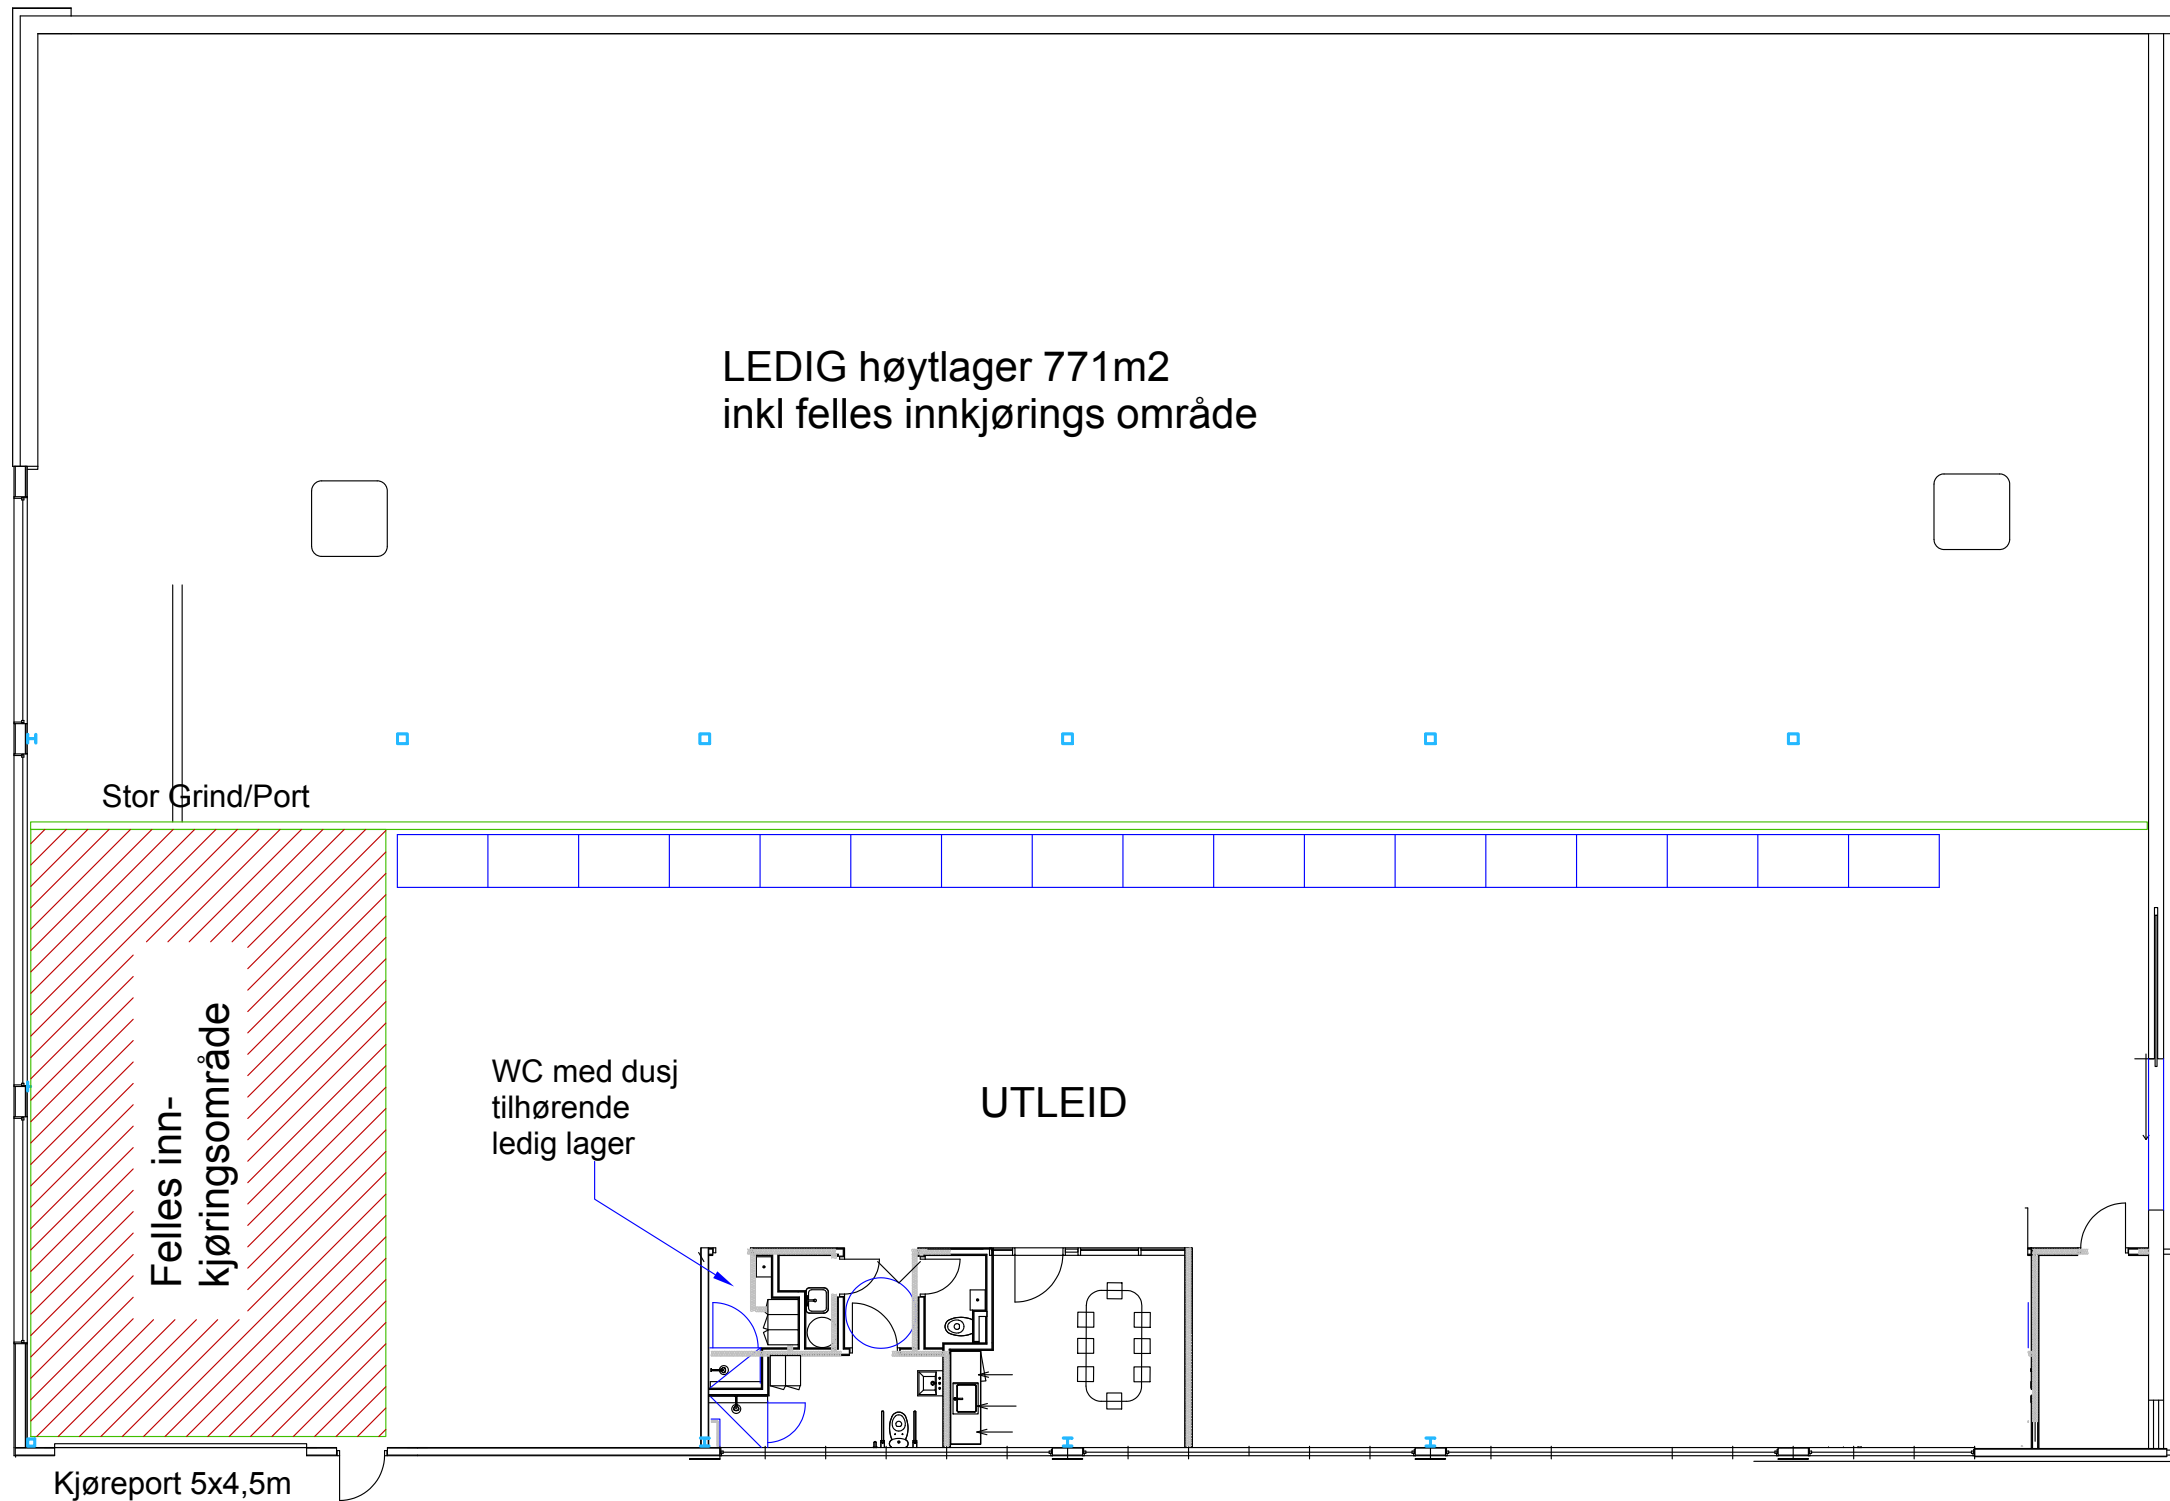 LEDIG høytlager 771m2
inkl felles innkjørings område
Stor Grind/Port
Felles inn-
kjøringsområde
WC med dusj
tilhørende
ledig lager
UTLEID
Kjøreport 5x4,5m